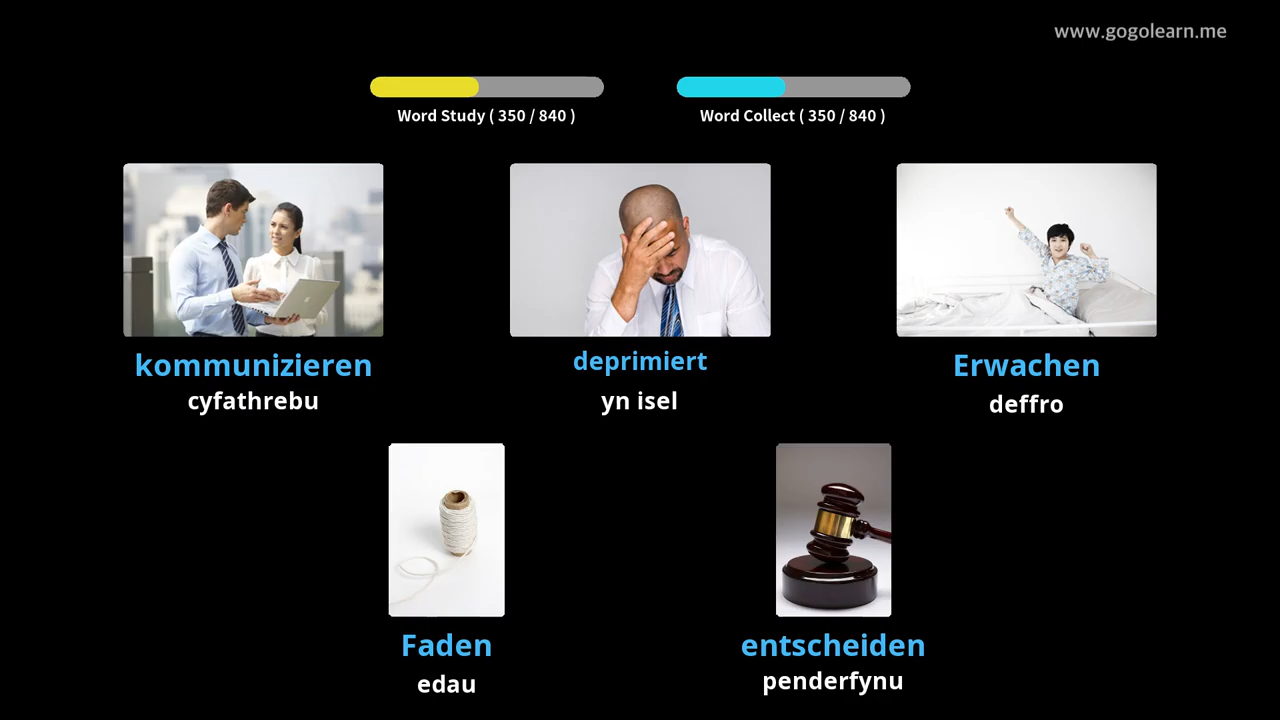 www.gogolearn.me
Word Study ( 350 / 840 )
Word Collect ( 350 / 840 )
kommunizieren
cyfathrebu
deprimiert
yn isel
Erwachen
deffro
Faden
edau
entscheiden
penderfynu